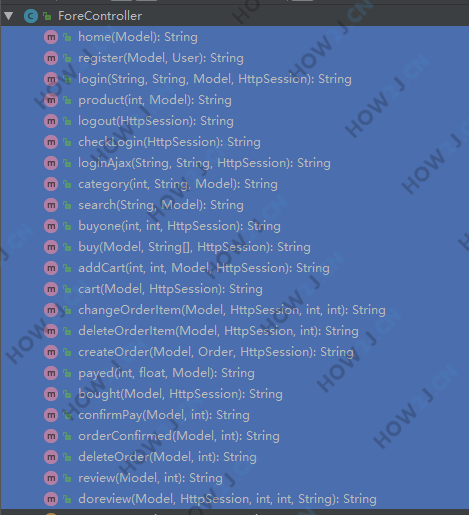 ForeController
home(Model): String
register(Model, User): String
login(String, String, Model, HttpSession): String
product(int, Model): String
logout(HttpSession): String
checkLogin(HttpSession): String
loginAjax(String, String, HttpSession): String
category(int, String, Model): String
search(String, Model): String
buyone(int, int, HttpSession): String
buy(Model, String[], HttpSession): String
addCart(int, int, Model, HttpSession): String
cart(Model, HttpSession): String
changeOrderItem(Model, HttpSession, int, int): String
deleteOrderItem(Model, HttpSession, int): String
createOrder(Model, Order, HttpSession): String
payed(int, float, Model): String
bought(Model, HttpSession): String
confirmPay(Model, int): String
orderConfirmed(Model, int): String
deleteOrder(Model, int): String
review(Model, int): String
doreview(Model, HttpSession, int, int, String): String